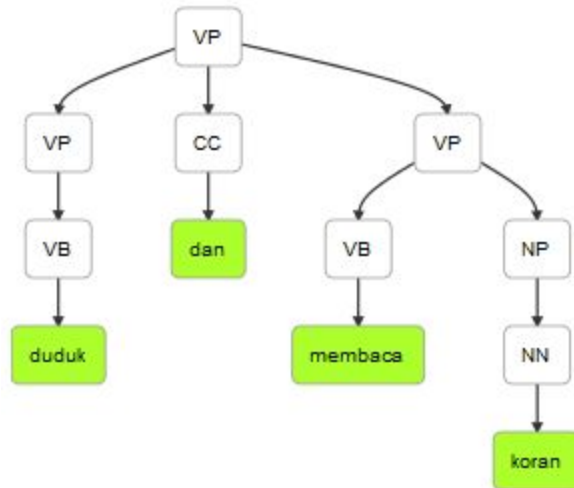 VP
VP CC VP
VB dan VB NP
duduk membaca NN
koran